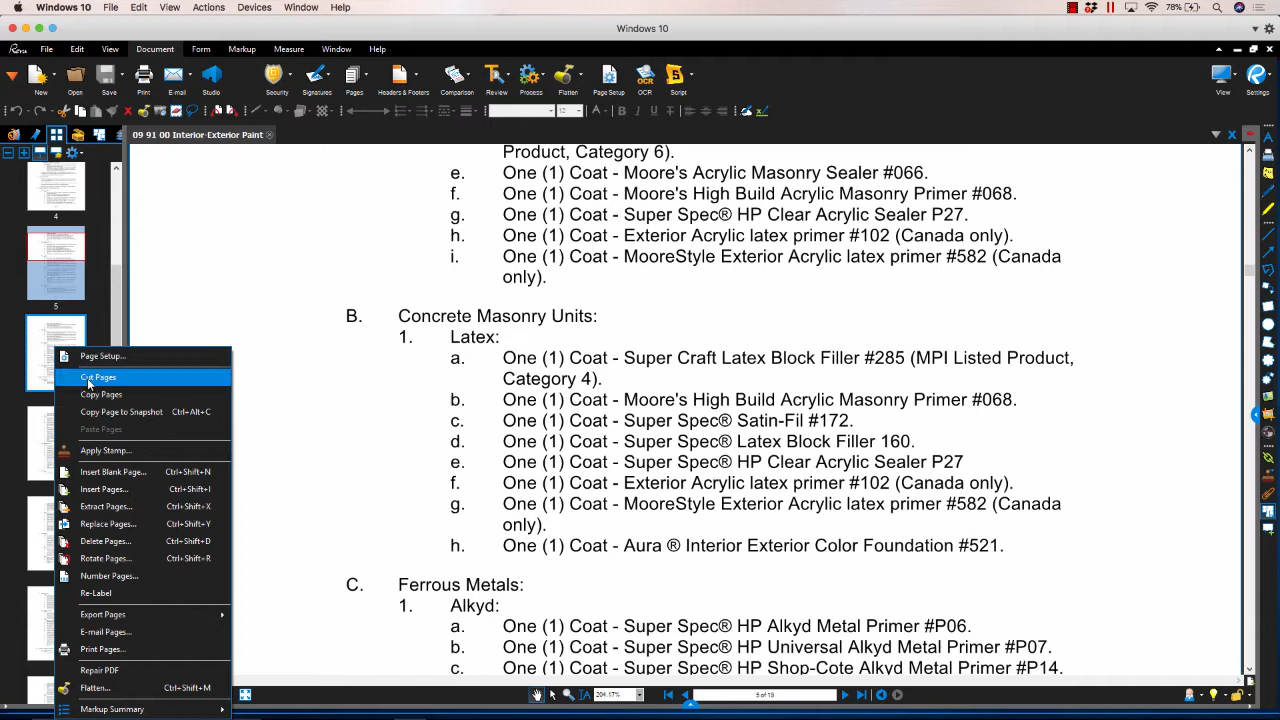 Windows 10 File Edit View Actions Devices Window Help 78%
Windows 10
Revu File Edit View Document Form Markup Measure Window Help
New Open Save Print E-mail Studio Security Signatures Pages Headers & Footers Comparison Review Process Flatten Page Setup OCR Script View Settings
12 A B I U
09 91 00 Interior-Exterior Paint
4
5
Page Setup...
Cut Pages
Copy Pages
Copy Page to Snapshot Ctrl+Alt+C
Paste Pages
Apply Stamp...
Insert Blank Page... Ctrl+Shift+N
Insert Pages... Ctrl+Shift+I
Extract Pages... Ctrl+Shift+X
Replace Pages... Ctrl+Shift+Y
Delete Pages... Ctrl+Shift+D
Rotate Pages... Ctrl+Shift+R
Number Pages...
Re-Label
Export Pages
E-mail Pages...
Print Pages...
Repair PDF
Flatten... Ctrl+Shift+M
Markup Summary
Product, Category 6).
e. One (1) Coat - Moore's Acrylic Masonry Sealer #066.
f. One (1) Coat - Moore's High Build Acrylic Masonry Primer #068.
g. One (1) Coat - Super Spec® HP Clear Acrylic Sealer P27.
h. One (1) Coat - Exterior Acrylic latex primer #102 (Canada only).
i. One (1) Coat - MooreStyle Exterior Acrylic latex primer #582 (Canada
only).
B. Concrete Masonry Units:
1. Latex:
a. One (1) Coat - Super Craft Latex Block Filler #285 (MPI Listed Product,
Category 4).
b. One (1) Coat - Moore's High Build Acrylic Masonry Primer #068.
c. One (1) Coat - Super Spec® Satin-Fil #172.
d. One (1) Coat - Super Spec® Latex Block Filler 160.
e. One (1) Coat - Super Spec® HP Clear Acrylic Sealer P27
f. One (1) Coat - Exterior Acrylic latex primer #102 (Canada only).
g. One (1) Coat - MooreStyle Exterior Acrylic latex primer #582 (Canada
only).
h. One (1) Coat - Aura ® Interior Exterior Color Foundation #521.
C. Ferrous Metals:
1. Alkyd:
a. One (1) Coat - Super Spec® HP Alkyd Metal Primer #P06.
b. One (1) Coat - Super Spec® HP Universal Alkyd Metal Primer #P07.
c. One (1) Coat - Super Spec® HP Shop-Cote Alkyd Metal Primer #P14.
204.17% 5 of 19